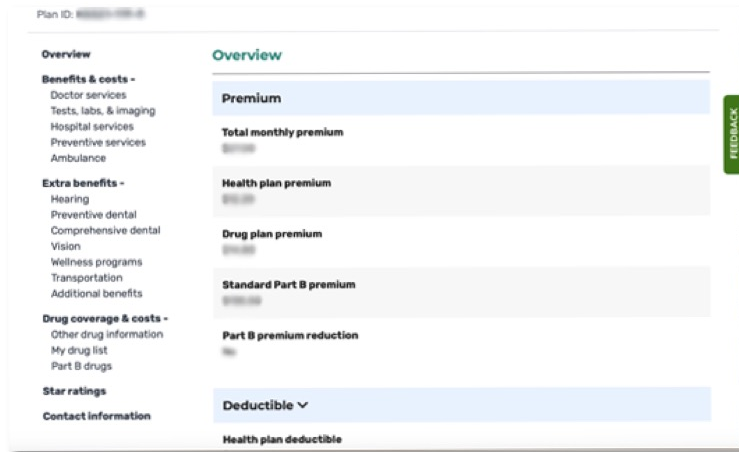 Plan ID:
Overview
Benefits & costs -
Doctor services
Tests, labs, & imaging
Hospital services
Preventive services
Ambulance
Extra benefits -
Hearing
Preventive dental
Comprehensive dental
Vision
Wellness programs
Transportation
Additional benefits
Drug coverage & costs -
Other drug information
My drug list
Part B drugs
Star ratings
Contact information
Overview
Premium
Total monthly premium
Health plan premium
Drug plan premium
Standard Part B premium
Part B premium reduction
Deductible
Health plan deductible
FEEDBACK